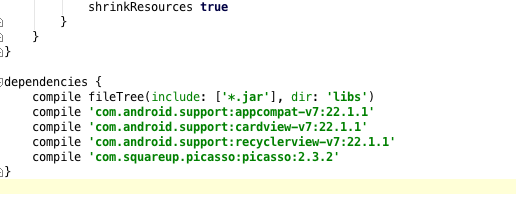 shrinkResources true
}
}
}
dependencies {
compile fileTree(include: ['*.jar'], dir: 'libs')
compile 'com.android.support:appcompat-v7:22.1.1'
compile 'com.android.support:cardview-v7:22.1.1'
compile 'com.android.support:recyclerview-v7:22.1.1'
compile 'com.squareup.picasso:picasso:2.3.2'
}